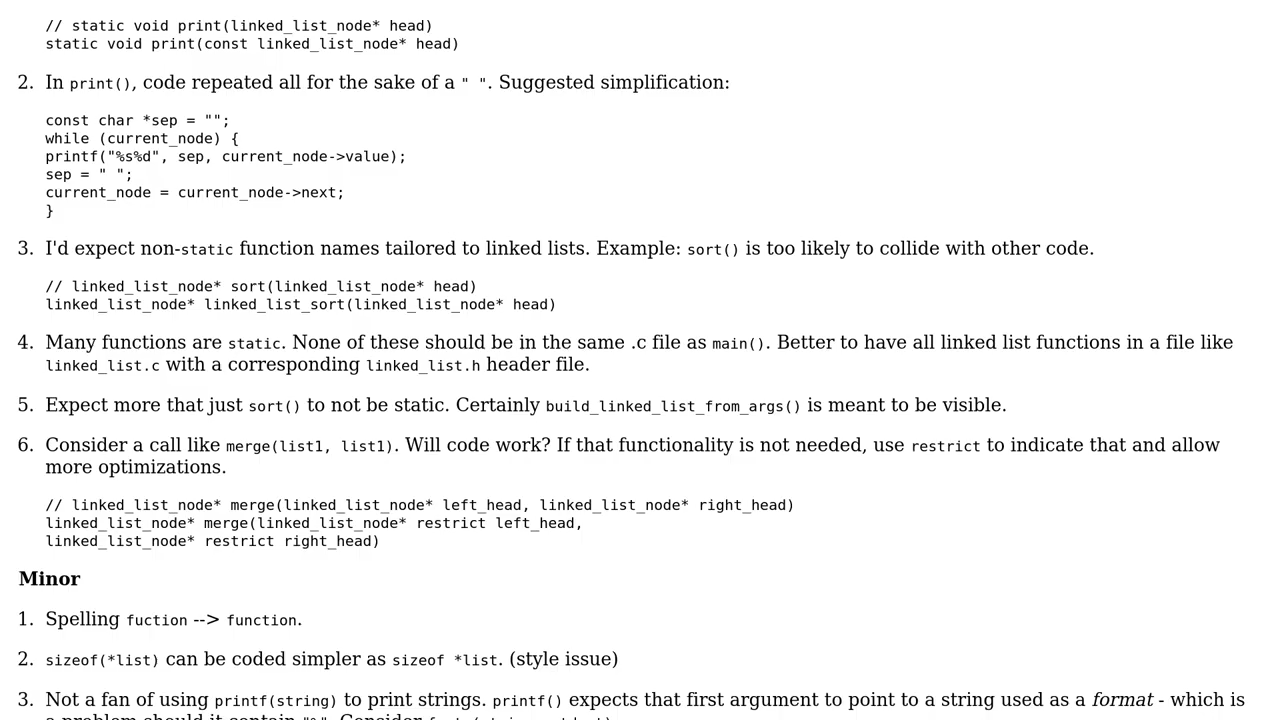 // static void print(linked_list_node* head)
static void print(const linked_list_node* head)
2. In print(), code repeated all for the sake of a " ". Suggested simplification:
const char *sep = "";
while (current_node) {
printf("%s%d", sep, current_node->value);
sep = " ";
current_node = current_node->next;
}
3. I'd expect non-static function names tailored to linked lists. Example: sort() is too likely to collide with other code.
// linked_list_node* sort(linked_list_node* head)
linked_list_node* linked_list_sort(linked_list_node* head)
4. Many functions are static. None of these should be in the same .c file as main(). Better to have all linked list functions in a file like
linked_list.c with a corresponding linked_list.h header file.
5. Expect more that just sort() to not be static. Certainly build_linked_list_from_args() is meant to be visible.
6. Consider a call like merge(list1, list1). Will code work? If that functionality is not needed, use restrict to indicate that and allow
more optimizations.
// linked_list_node* merge(linked_list_node* left_head, linked_list_node* right_head)
linked_list_node* merge(linked_list_node* restrict left_head,
linked_list_node* restrict right_head)
Minor
1. Spelling fuction --> function.
2. sizeof(*list) can be coded simpler as sizeof *list. (style issue)
3. Not a fan of using printf(string) to print strings. printf() expects that first argument to point to a string used as a format - which is
a problem should it contain "%". Consider